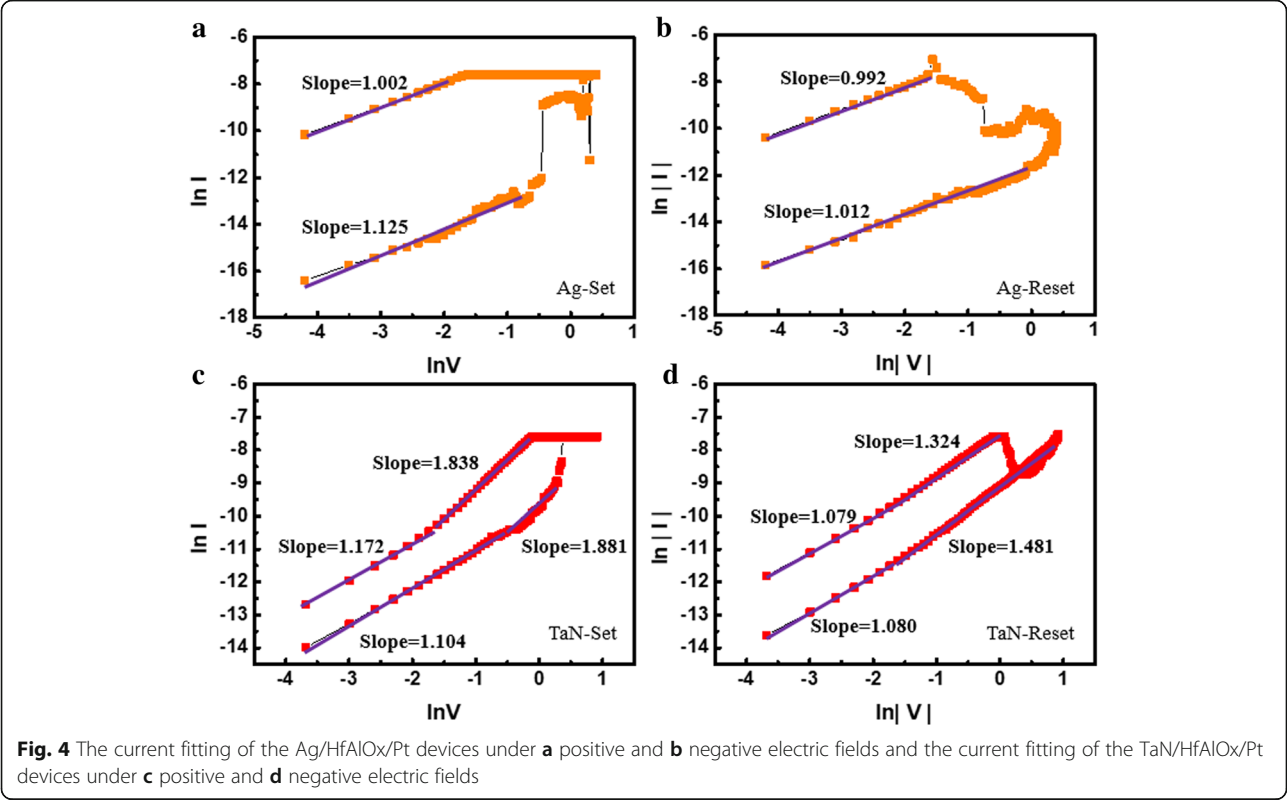 a
-6
-8
-10
-12
-14
-16
-18
ln I
Slope=1.002
Slope=1.125
Ag-Set
-5 -4 -3 -2 -1 0 1
lnV
b
-6
-8
-10
-12
-14
-16
-18
ln | I |
Slope=0.992
Slope=1.012
Ag-Reset
-5 -4 -3 -2 -1 0 1
ln| V |
c
-6
-7
-8
-9
-10
-11
-12
-13
-14
ln I
Slope=1.838
Slope=1.172
Slope=1.881
Slope=1.104
TaN-Set
-4 -3 -2 -1 0 1
lnV
d
-6
-7
-8
-9
-10
-11
-12
-13
-14
ln | I |
Slope=1.324
Slope=1.079
Slope=1.481
Slope=1.080
TaN-Reset
-4 -3 -2 -1 0 1
ln| V |
Fig. 4 The current fitting of the Ag/HfAlOx/Pt devices under a positive and b negative electric fields and the current fitting of the TaN/HfAlOx/Pt
devices under c positive and d negative electric fields